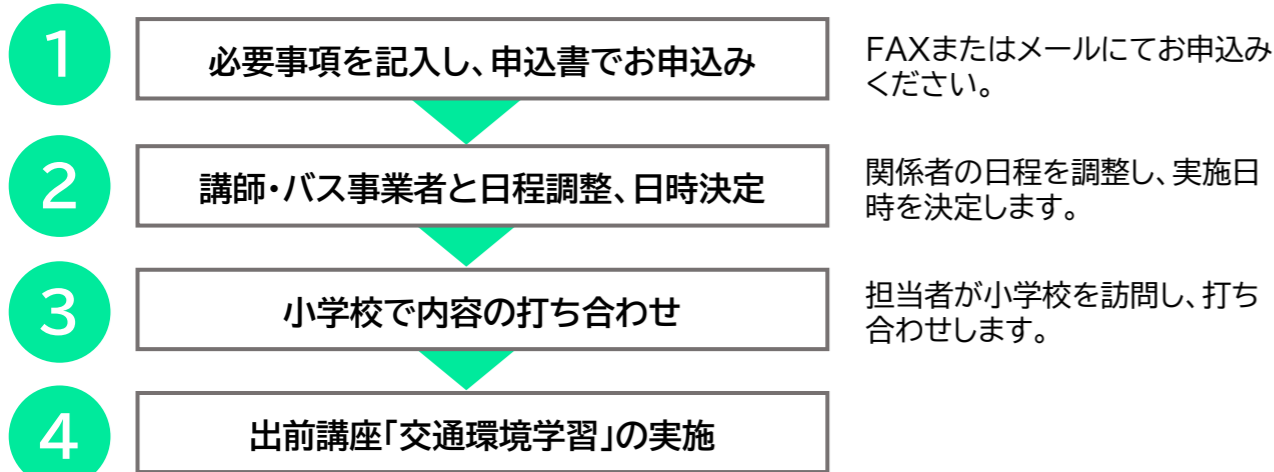 1
必要事項を記入し、申込書でお申込み
FAXまたはメールにてお申込み
ください。
2
講師・バス事業者と日程調整、日時決定
関係者の日程を調整し、実施日
時を決定します。
3
小学校で内容の打ち合わせ
担当者が小学校を訪問し、打ち
合わせします。
4
出前講座「交通環境学習」の実施